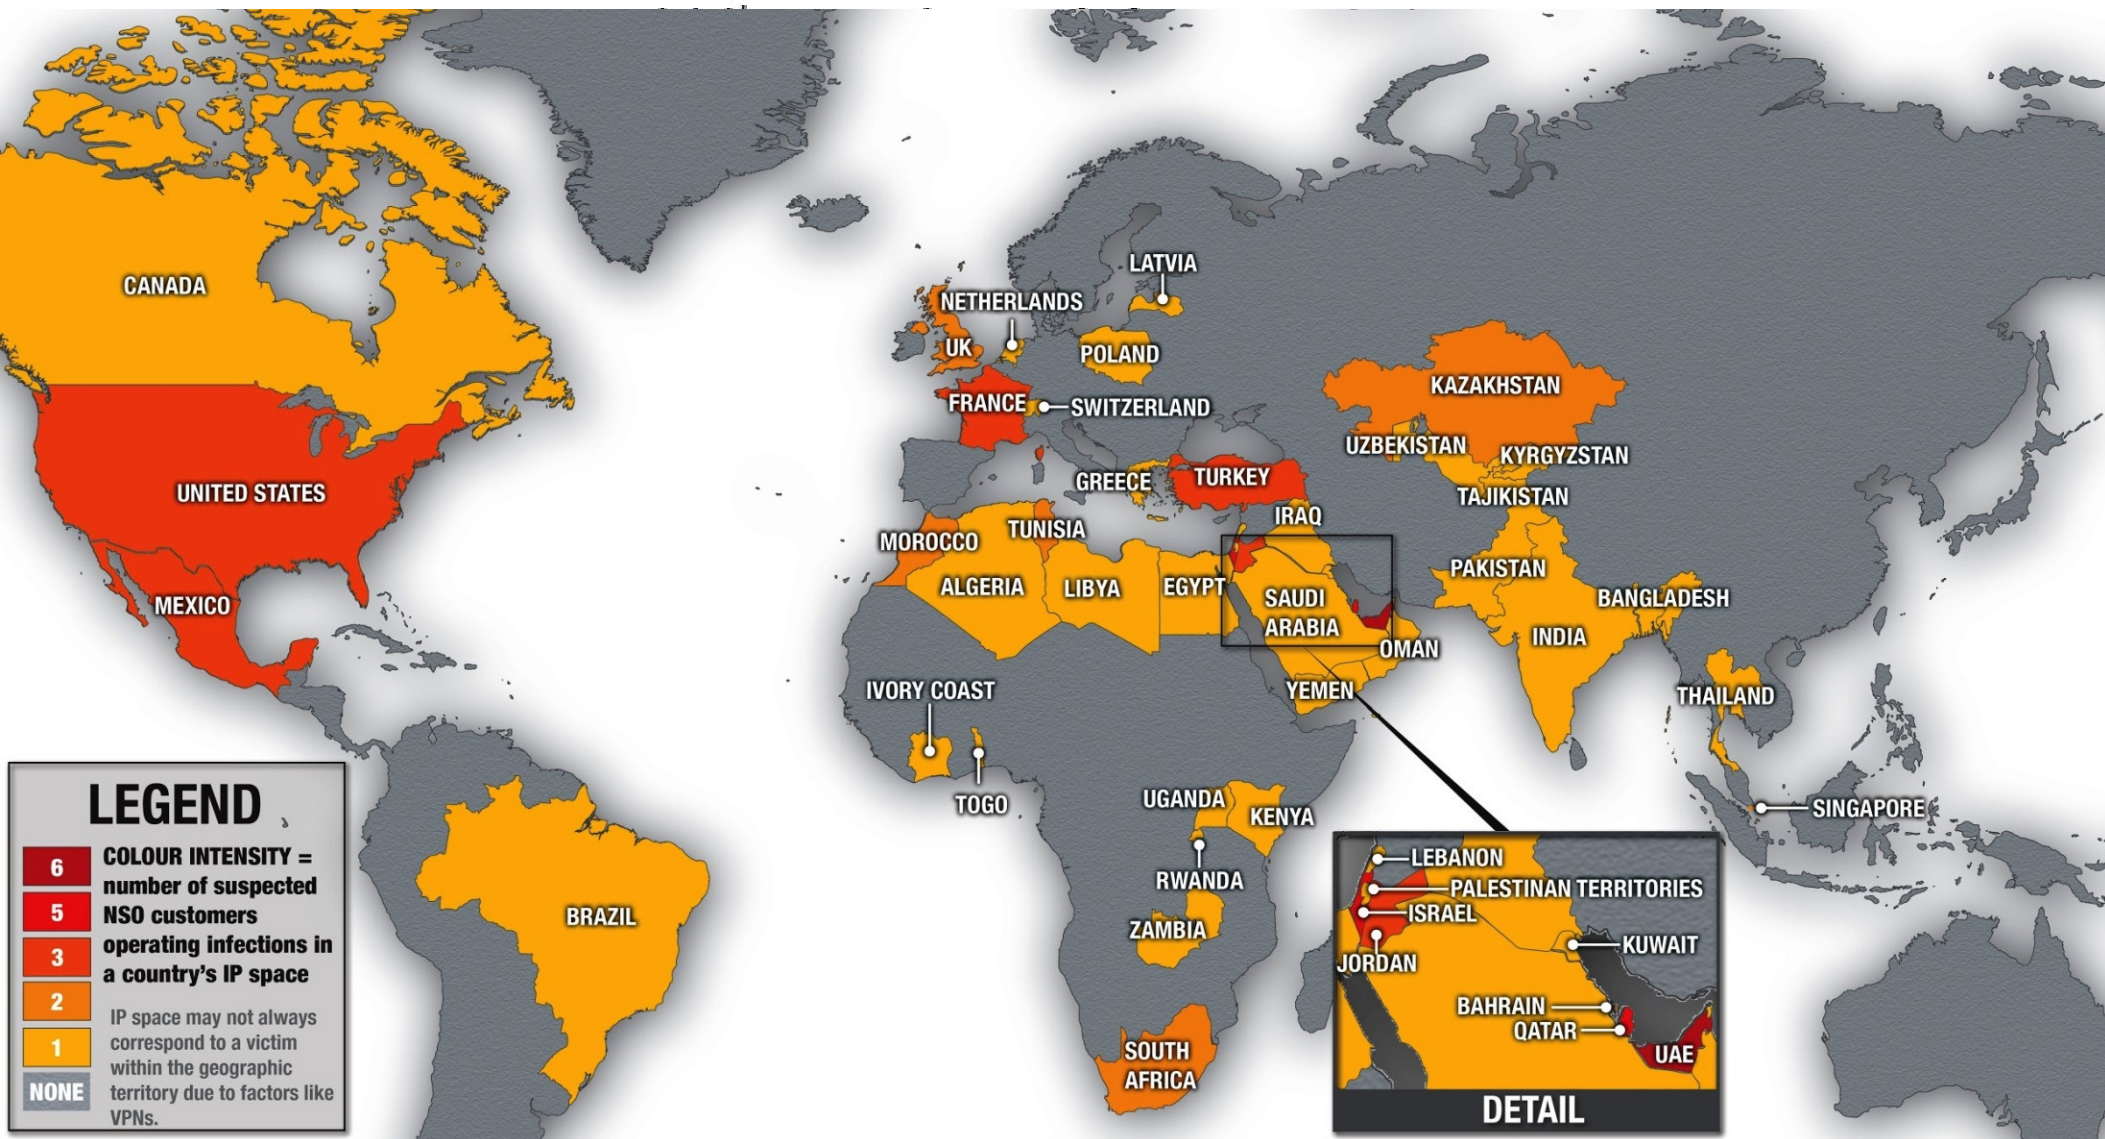 CANADA
UNITED STATES
MEXICO
BRAZIL
LATVIA
NETHERLANDS
UK
POLAND
FRANCE
SWITZERLAND
GREECE
TURKEY
KAZAKHSTAN
UZBEKISTAN
KYRGYZSTAN
TAJIKISTAN
IRAQ
MOROCCO
TUNISIA
ALGERIA
LIBYA
EGYPT
SAUDI
ARABIA
OMAN
YEMEN
PAKISTAN
BANGLADESH
INDIA
THAILAND
SINGAPORE
IVORY COAST
TOGO
UGANDA
KENYA
RWANDA
ZAMBIA
SOUTH
AFRICA
LEGEND
6
5
3
2
1
NONE
COLOUR INTENSITY =
number of suspected
NSO customers
operating infections in
a country's IP space
IP space may not always
correspond to a victim
within the geographic
territory due to factors like
VPNs.
LEBANON
PALESTINAN TERRITORIES
ISRAEL
JORDAN
KUWAIT
BAHRAIN
QATAR
UAE
DETAIL